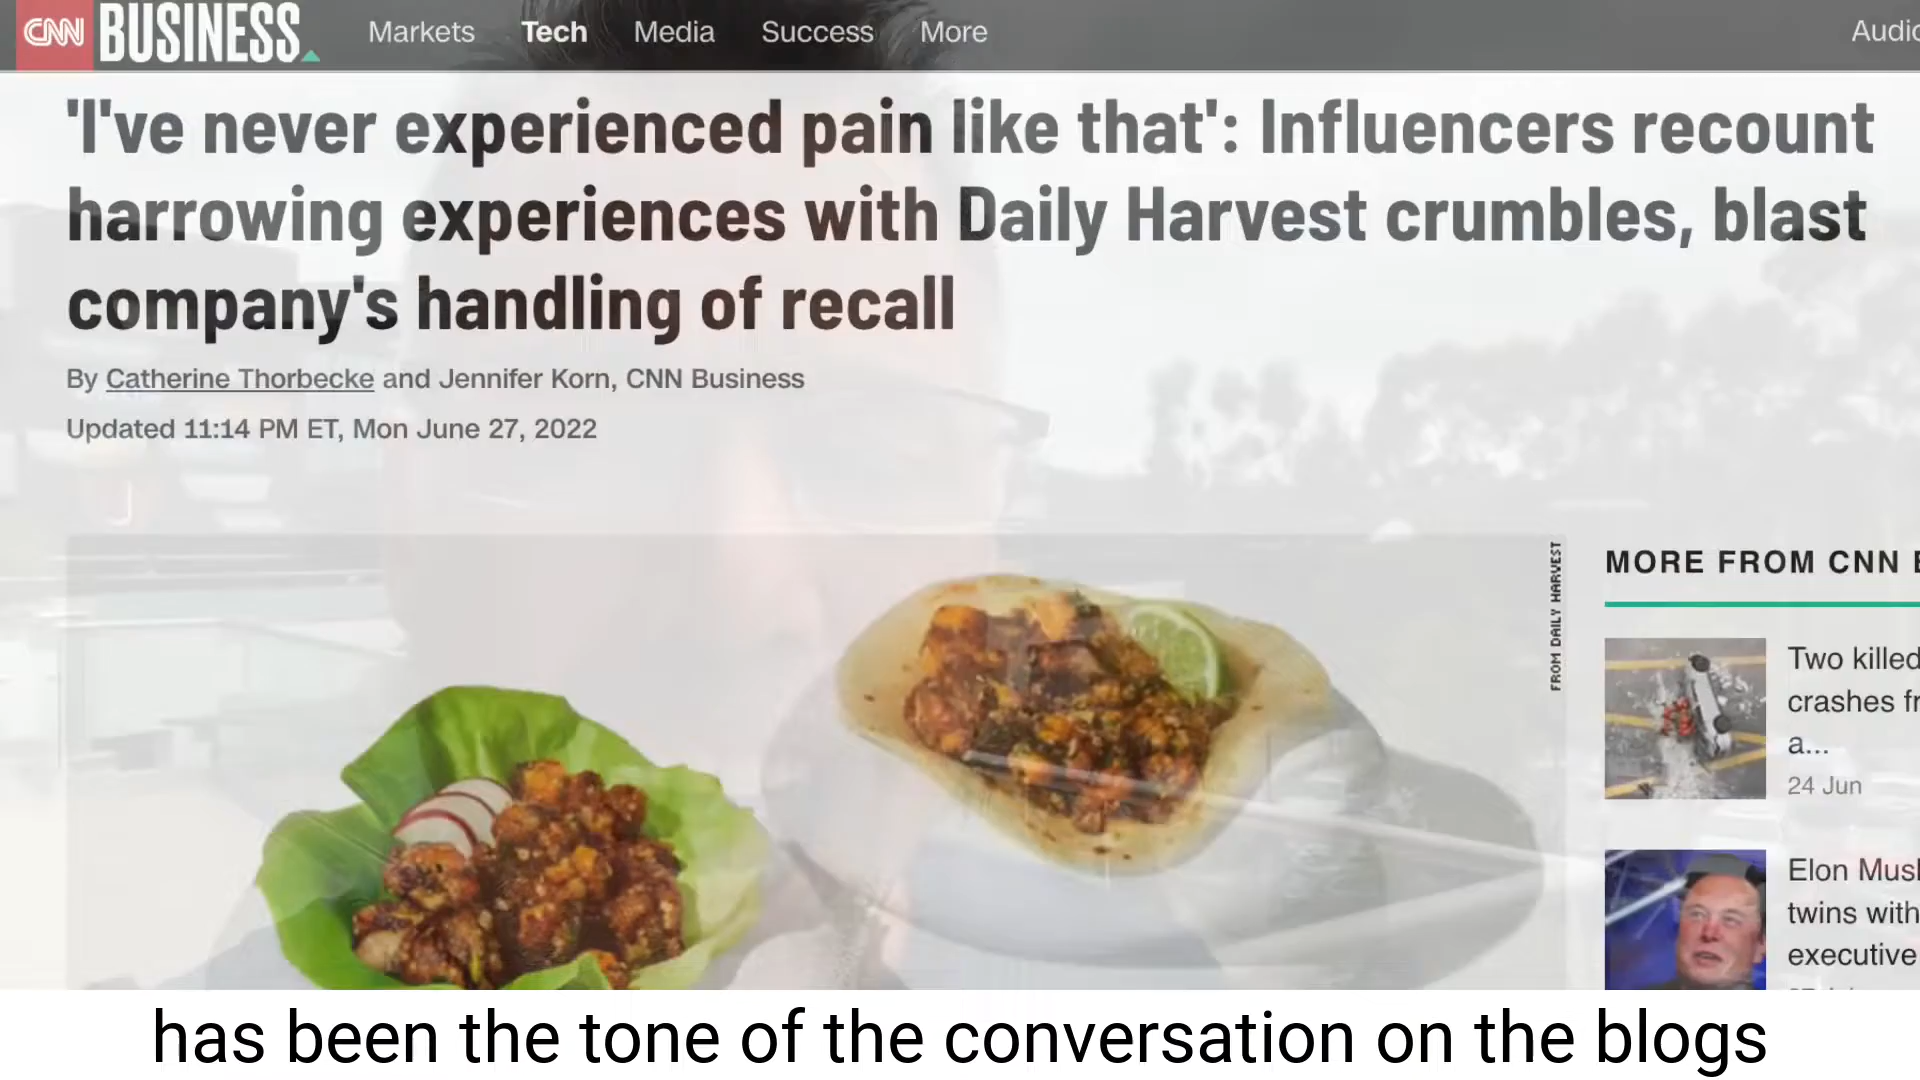 CNN BUSINESS Markets Tech Media Success More
'I've never experienced pain like that': Influencers recount
harrowing experiences with Daily Harvest crumbles, blast
company's handling of recall
By Catherine Thorbecke and Jennifer Korn, CNN Business
Updated 11:14 PM ET, Mon June 27, 2022
FROM DAILY HARVEST
MORE FROM CNN
Two killed
crashes
a...
24 Jun
Elon
twins with
executive
has been the tone of the conversation on the blogs